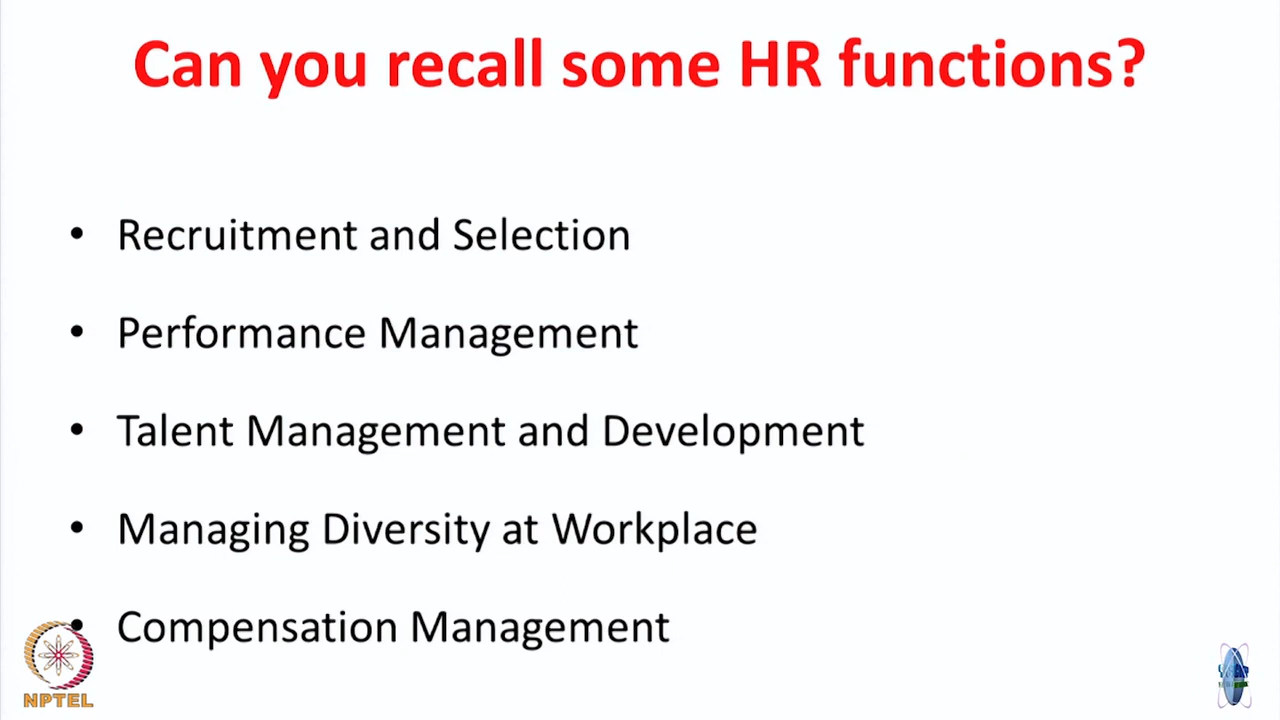 Can you recall some HR functions?
• Recruitment and Selection
• Performance Management
• Talent Management and Development
• Managing Diversity at Workplace
• Compensation Management
NPTEL